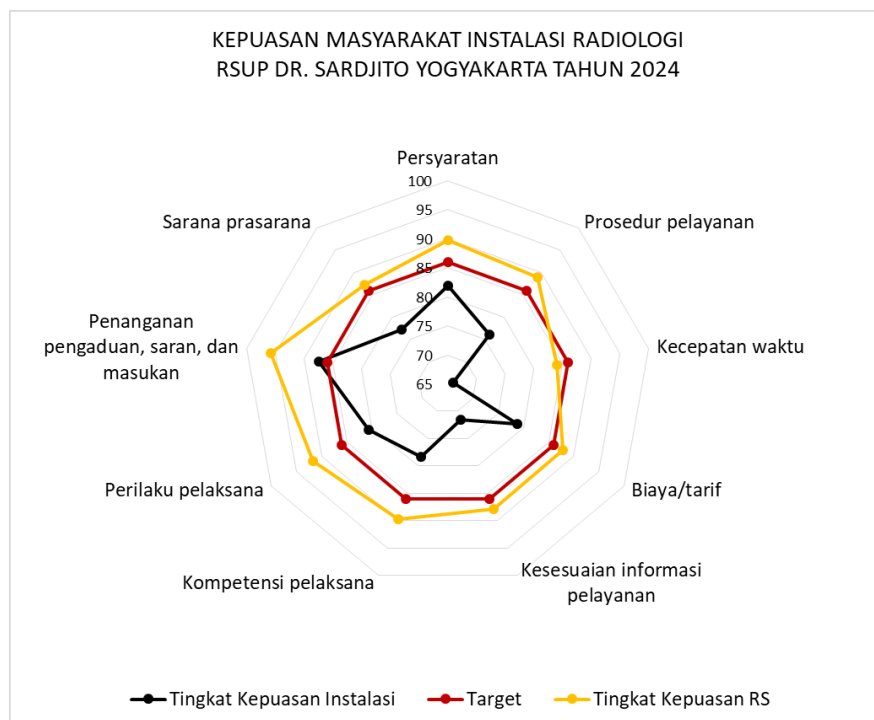 KEPUASAN MASYARAKAT INSTALASI RADIOLOGI
RSUP DR. SARDJITO YOGYAKARTA TAHUN 2024
Persyaratan
100
95
90
85
80
75
70
65
Prosedur pelayanan
Kecepatan waktu
Biaya/tarif
Kesesuaian informasi
pelayanan
Kompetensi pelaksana
Perilaku pelaksana
Penanganan
pengaduan, saran, dan
masukan
Sarana prasarana
Tingkat Kepuasan Instalasi
Target
Tingkat Kepuasan RS